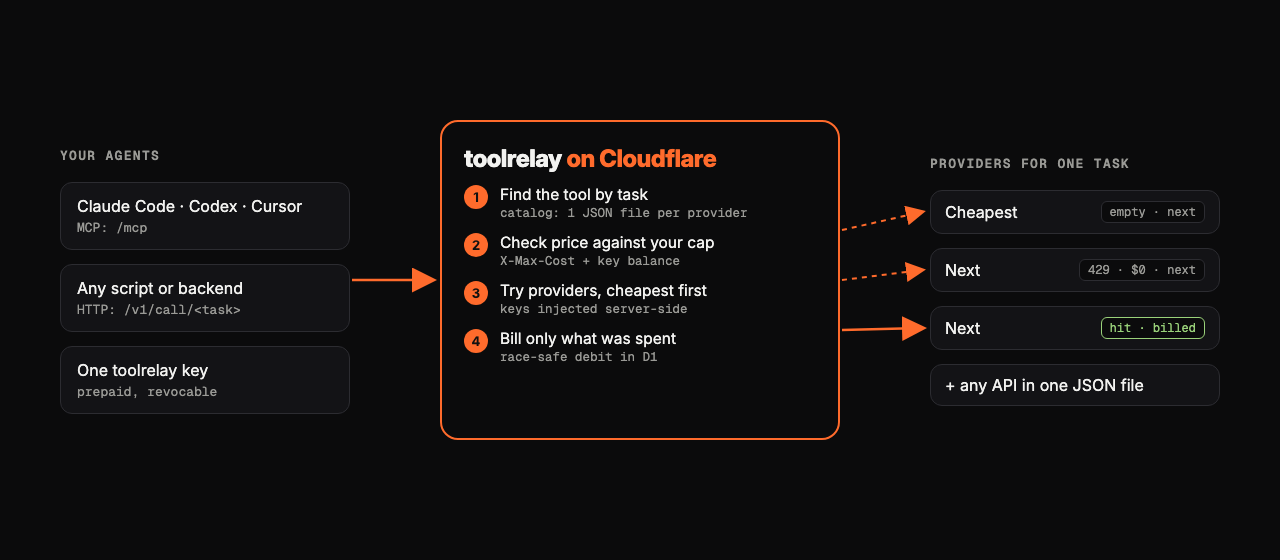 YOUR AGENTS
Claude Code · Codex · Cursor
MCP: /mcp
Any script or backend
HTTP: /v1/call/<task>
One toolrelay key
prepaid, revocable
toolrelay on Cloudflare
1 Find the tool by task
catalog: 1 JSON file per provider
2 Check price against your cap
X-Max-Cost + key balance
3 Try providers, cheapest first
keys injected server-side
4 Bill only what was spent
race-safe debit in D1
PROVIDERS FOR ONE TASK
Cheapest empty · next
Next 429 · $0 · next
Next hit · billed
+ any API in one JSON file